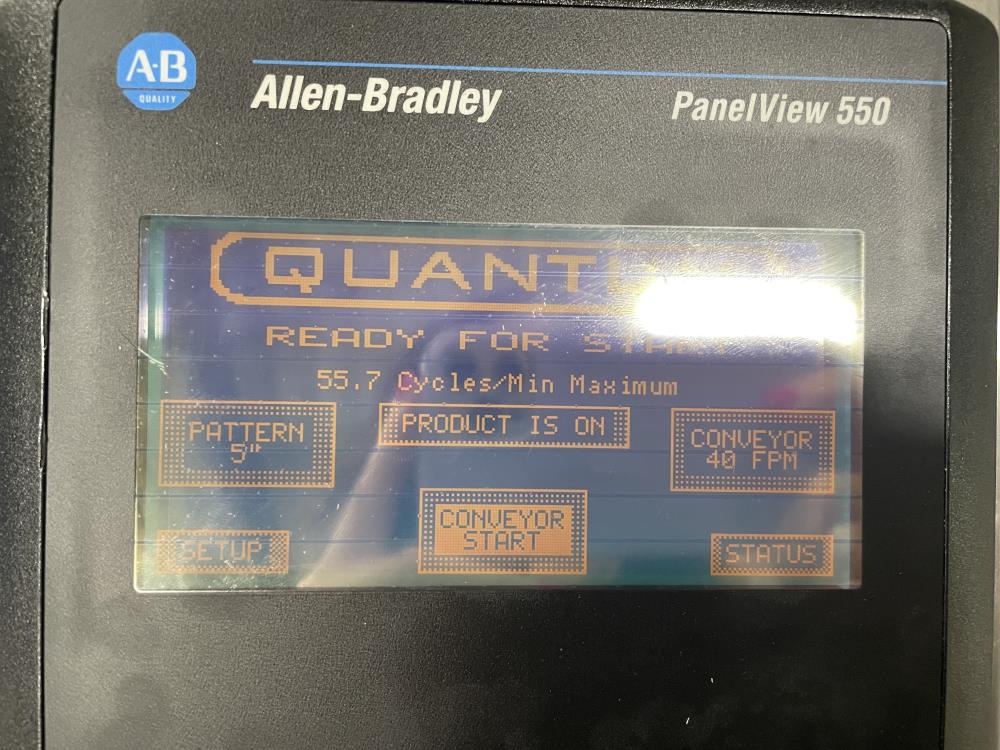 A·B
QUALITY
Allen-Bradley
PanelView 550
READY FOR START
55.7 Cycles/Min Maximum
PATTERN
5"
PRODUCT IS ON
CONVEYOR
40 FPM
CONVEYOR
START
SETUP
STATUS